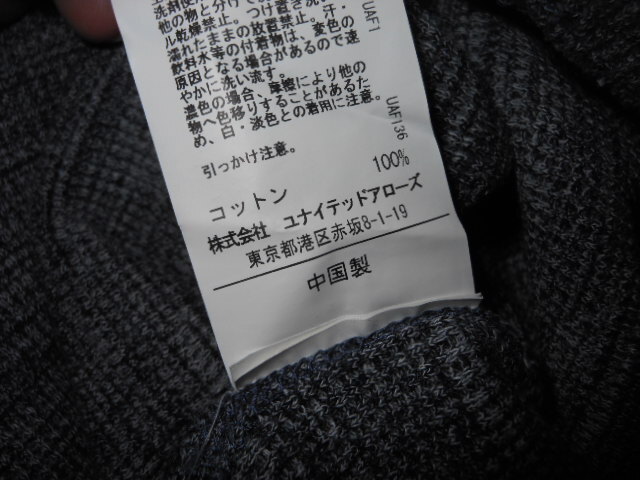 他の物と分けて
ル乾燥禁止。つけ置き洗
濡れたままの放置禁止。汗・
飲料水等の付着物は、変色の
原因となる場合があるので速
やかに洗い流す。
濃色の場合、摩擦により他の
物へ色移りすることがあるた
め、白・淡色との着用に注意。
引っかけ注意。
コットン 100%
株式会社 ユナイテッドアローズ
東京都港区赤坂8-1-19
中国製
UAF1
UAF136